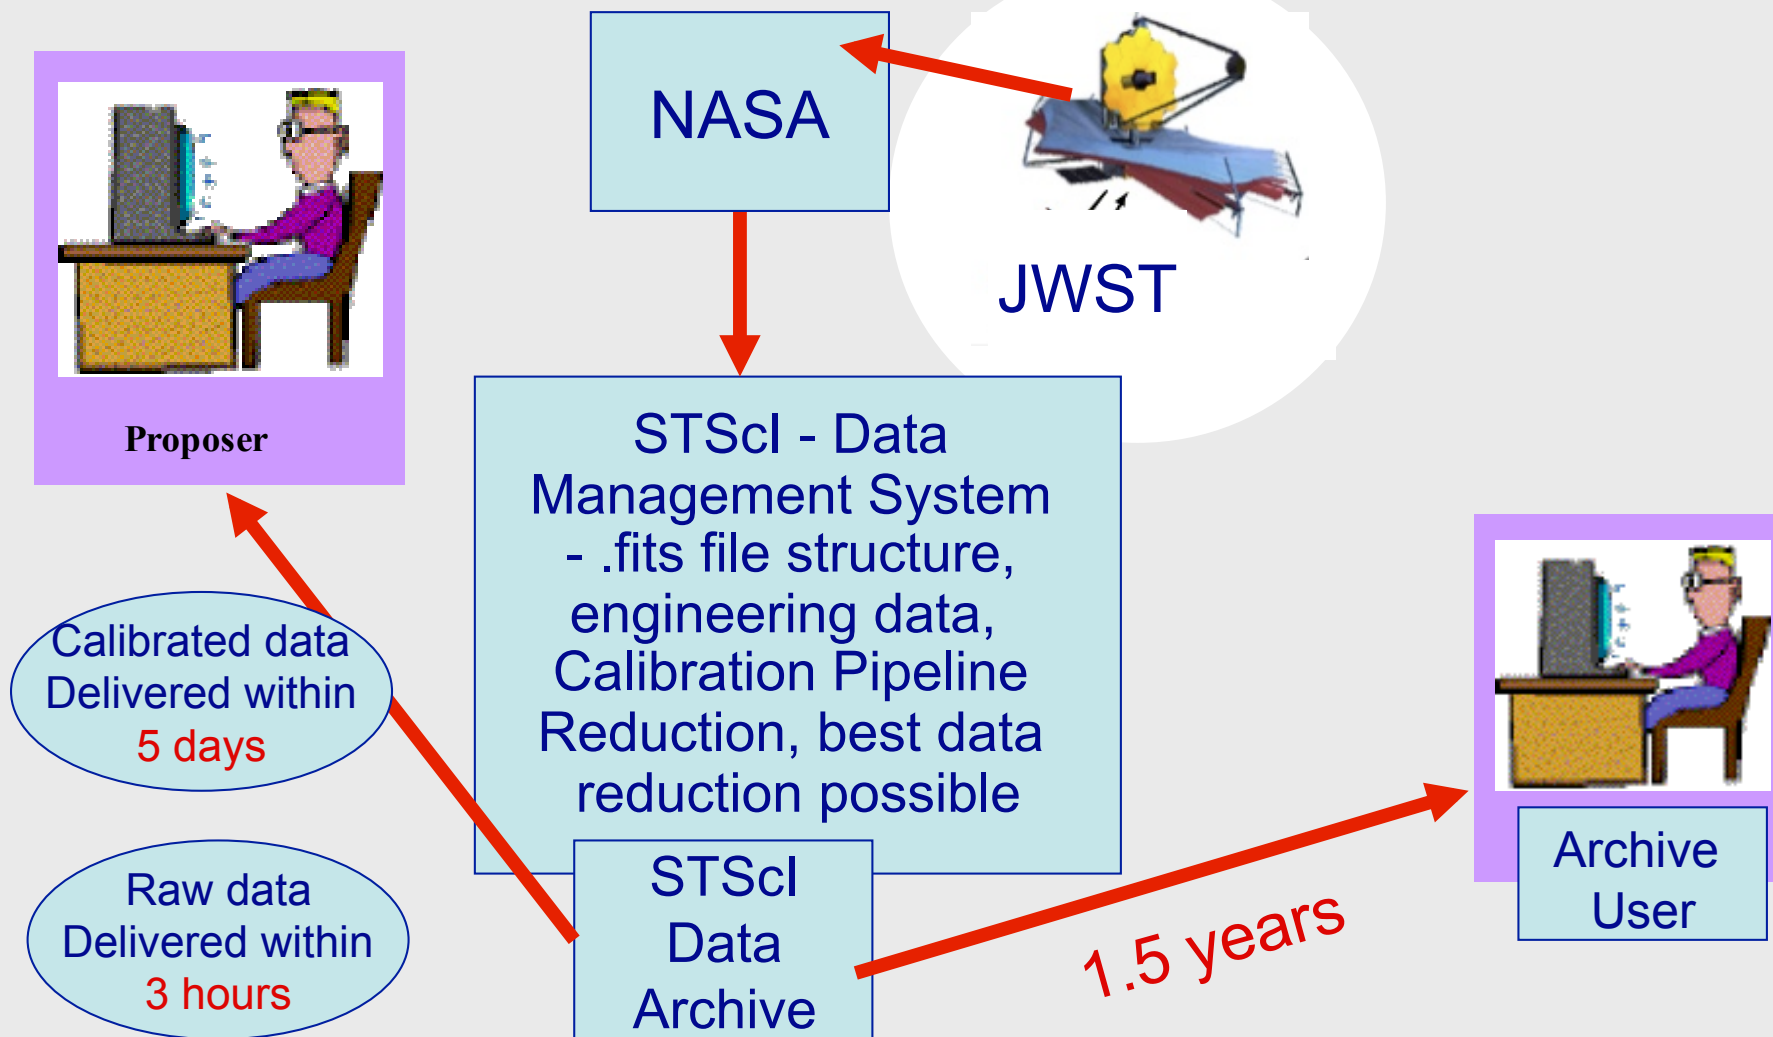 NASA
JWST
Proposer
STScI - Data
Management System
- .fits file structure,
engineering data,
Calibration Pipeline
Reduction, best data
reduction possible
Calibrated data
Delivered within
5 days
Raw data
Delivered within
3 hours
STScI
Data
Archive
1.5 years
Archive
User